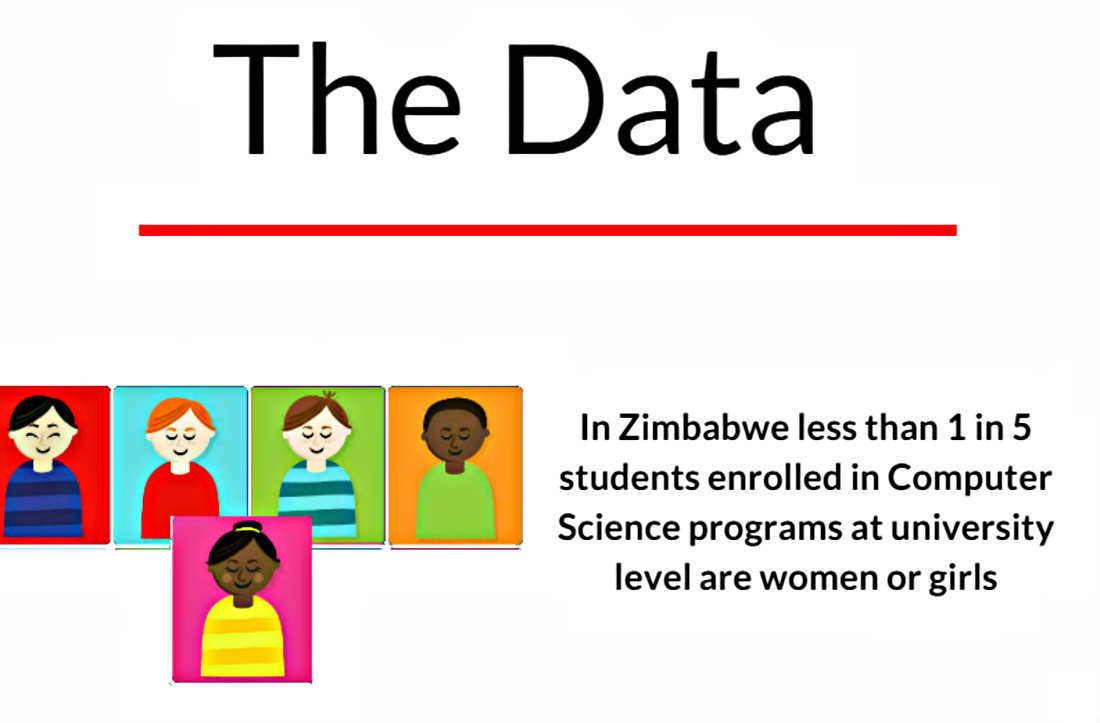 The Data
In Zimbabwe less than 1 in 5
students enrolled in Computer
Science programs at university
level are women or girls